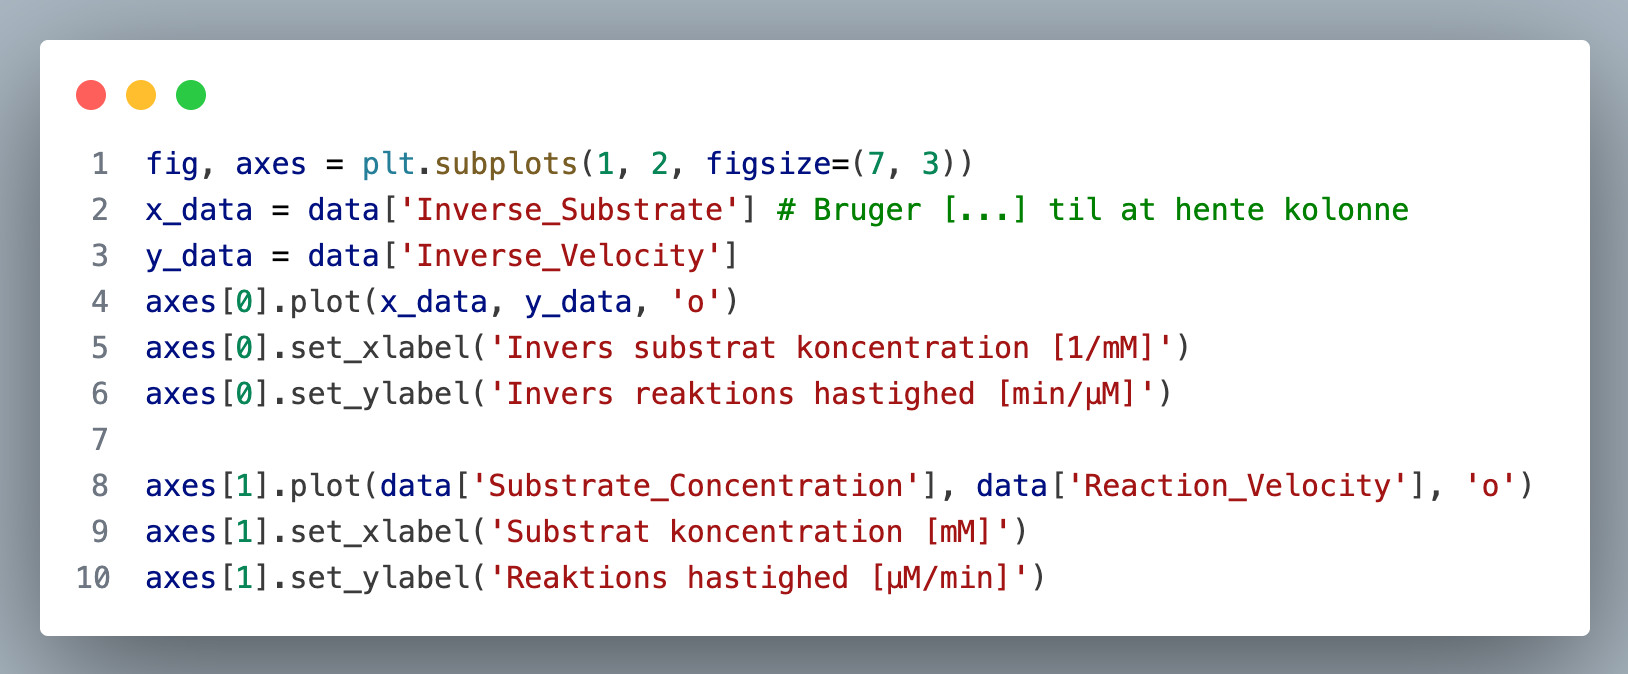 1 fig, axes = plt.subplots(1, 2, figsize=(7, 3))
2 x_data = data['Inverse_Substrate'] # Bruger [...] til at hente kolonne
3 y_data = data['Inverse_Velocity']
4 axes[0].plot(x_data, y_data, 'o')
5 axes[0].set_xlabel('Invers substrat koncentration [1/mM]')
6 axes[0].set_ylabel('Invers reaktions hastighed [min/µM]')
7
8 axes[1].plot(data['Substrate_Concentration'], data['Reaction_Velocity'], 'o')
9 axes[1].set_xlabel('Substrat koncentration [mM]')
10 axes[1].set_ylabel('Reaktions hastighed [µM/min]')